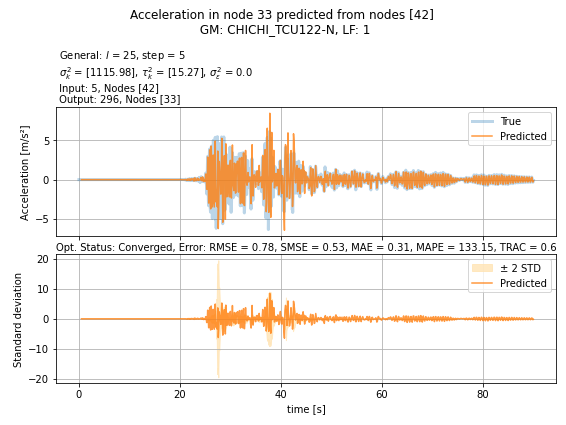 Acceleration in node 33 predicted from nodes [42]
GM: CHICHI_TCU122-N, LF: 1
General: l = 25, step = 5
σ²ₖ = [1115.98], τ²ₖ = [15.27], σ²ε = 0.0
Input: 5, Nodes [42]
Output: 296, Nodes [33]
Acceleration [m/s²]
5
0
−5
True
Predicted
Opt. Status: Converged, Error: RMSE = 0.78, SMSE = 0.53, MAE = 0.31, MAPE = 133.15, TRAC = 0.6
Standard deviation
20
10
0
−10
−20
± 2 STD
Predicted
0 20 40 60 80
time [s]